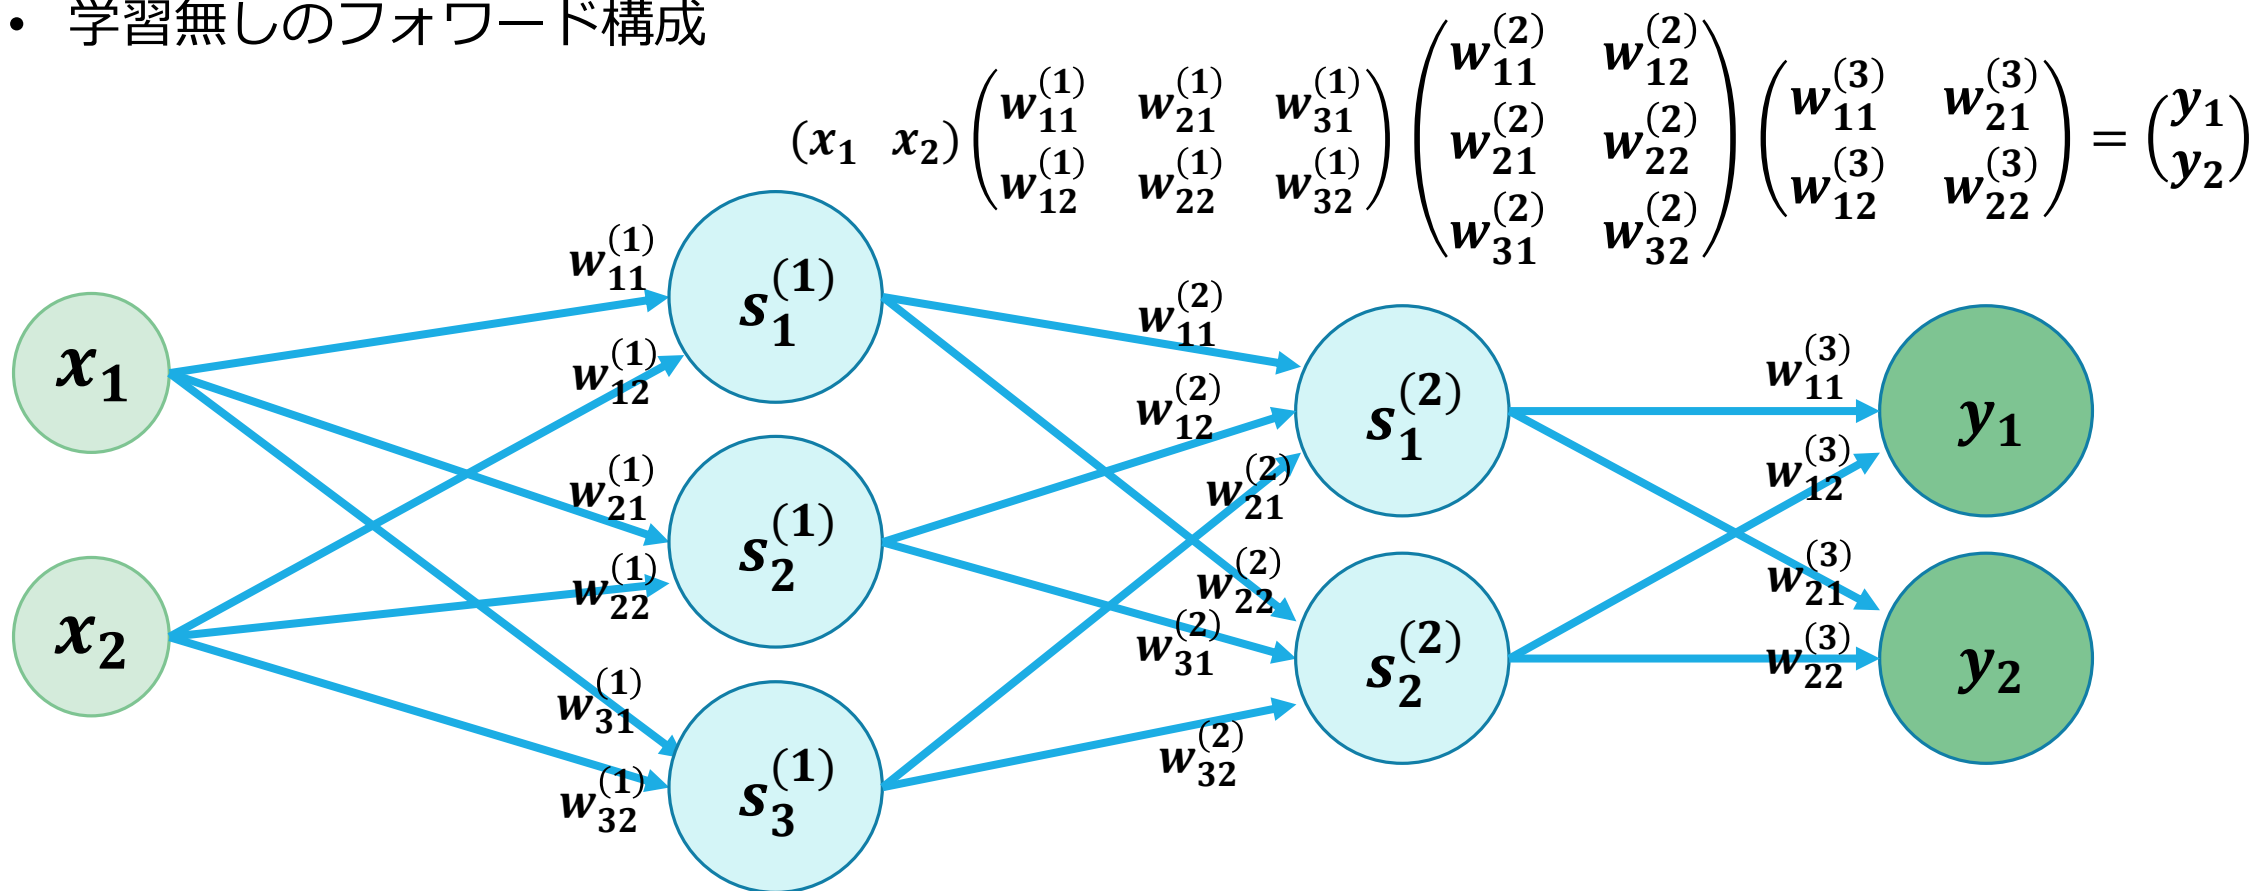 • 学習無しのフォワード構成
(x₁ x₂) (w₁₁⁽¹⁾ w₂₁⁽¹⁾ w₃₁⁽¹⁾ / w₁₂⁽¹⁾ w₂₂⁽¹⁾ w₃₂⁽¹⁾) (w₁₁⁽²⁾ w₁₂⁽²⁾ / w₂₁⁽²⁾ w₂₂⁽²⁾ / w₃₁⁽²⁾ w₃₂⁽²⁾) (w₁₁⁽³⁾ w₂₁⁽³⁾ / w₁₂⁽³⁾ w₂₂⁽³⁾) = (y₁ / y₂)
x₁
x₂
w₁₁⁽¹⁾
w₁₂⁽¹⁾
w₂₁⁽¹⁾
w₂₂⁽¹⁾
w₃₁⁽¹⁾
w₃₂⁽¹⁾
s₁⁽¹⁾
s₂⁽¹⁾
s₃⁽¹⁾
w₁₁⁽²⁾
w₁₂⁽²⁾
w₂₁⁽²⁾
w₂₂⁽²⁾
w₃₁⁽²⁾
w₃₂⁽²⁾
s₁⁽²⁾
s₂⁽²⁾
w₁₁⁽³⁾
w₁₂⁽³⁾
w₂₁⁽³⁾
w₂₂⁽³⁾
y₁
y₂